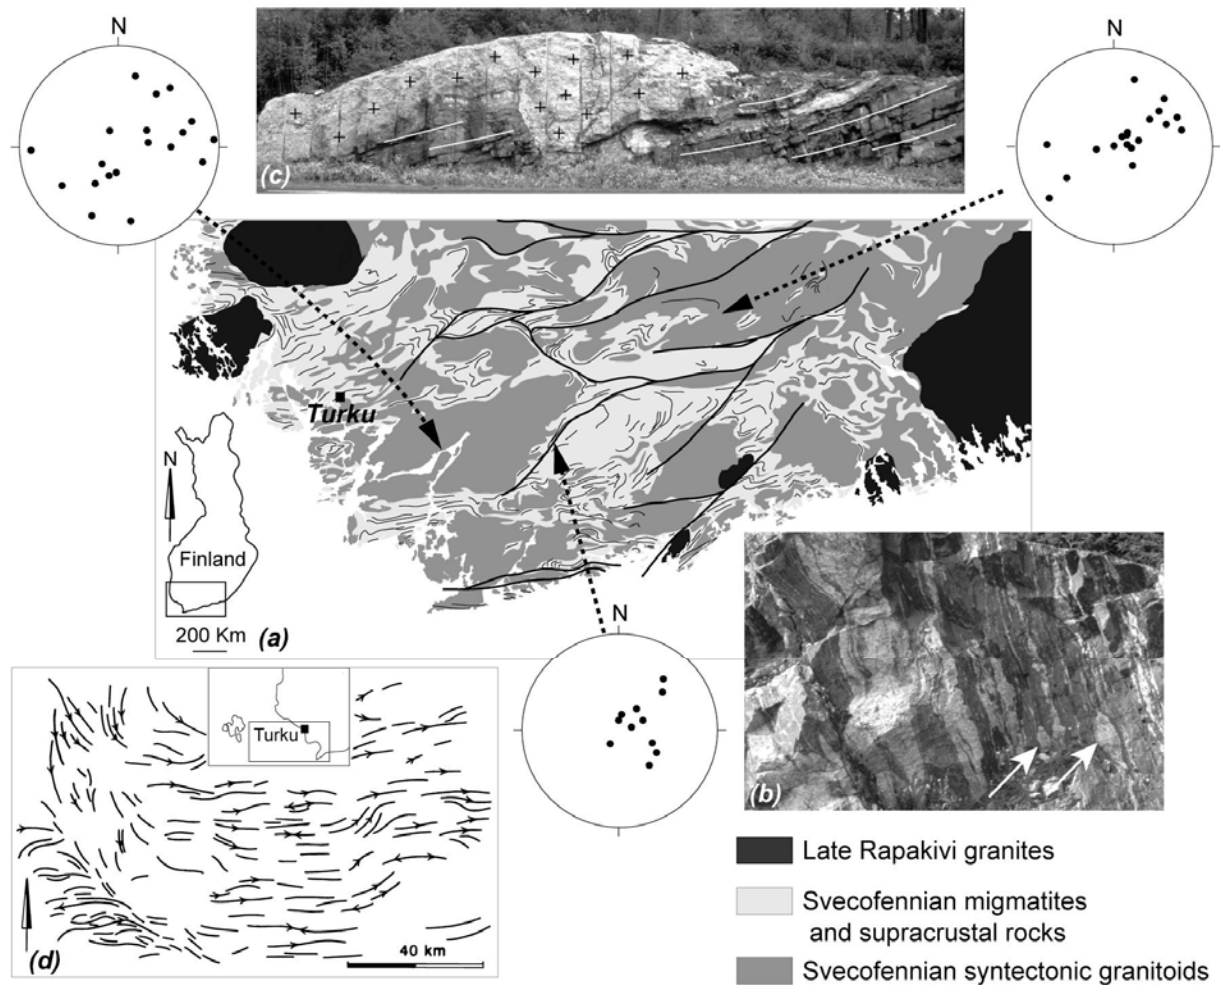 N
N
(c)
Turku
N
Finland
200 Km
(a)
N
(b)
Turku
40 km
(d)
Late Rapakivi granites
Svecofennian migmatites
and supracrustal rocks
Svecofennian syntectonic granitoids